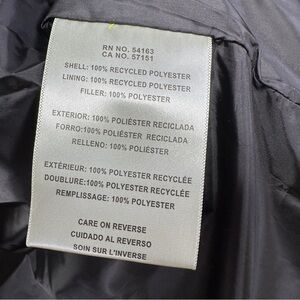 RN NO. 54163
CA NO. 57151
SHELL: 100% RECYCLED POLYESTER
LINING: 100% RECYCLED POLYESTER
FILLER: 100% POLYESTER
EXTERIOR: 100% POLIÉSTER RECICLADA
FORRO:100% POLIÉSTER RECICLADA
RELLENO: 100% POLIÉSTER
EXTÉRIEUR: 100% POLYESTER RECYCLÉE
DOUBLURE:100% POLYESTER RECYCLÉE
REMPLISSAGE: 100% POLYESTER
CARE ON REVERSE
CUIDADO AL REVERSO
SOIN SUR L'INVERSE